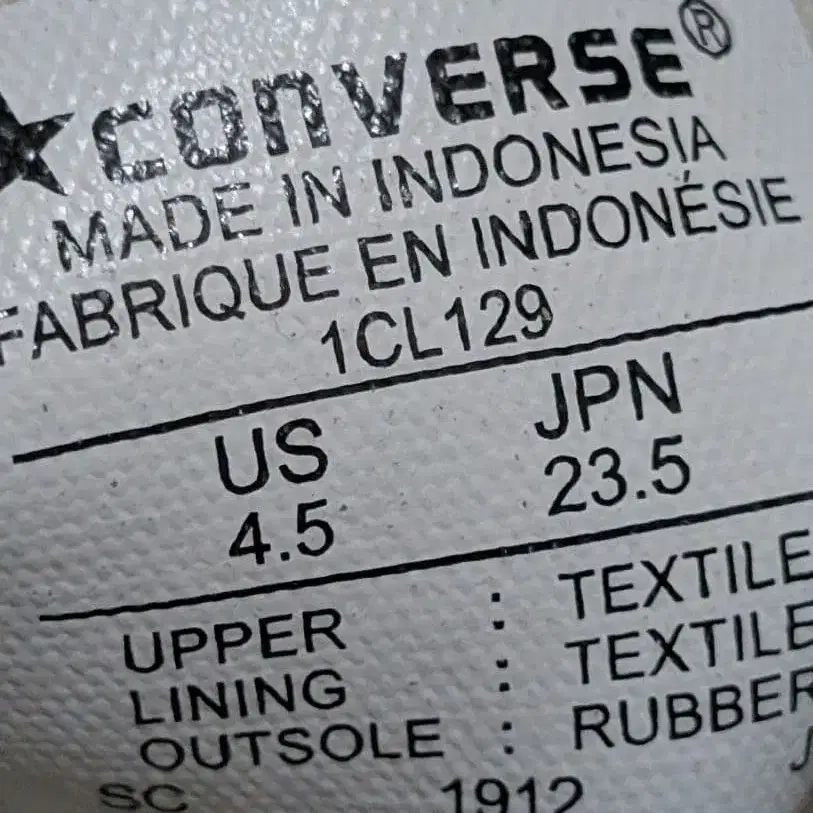 CONVERSE®
MADE IN INDONESIA
FABRIQUE EN INDONÉSIE
1CL129
US JPN
4.5 23.5
UPPER : TEXTILE
LINING : TEXTILE
OUTSOLE : RUBBER
SC 1912 J